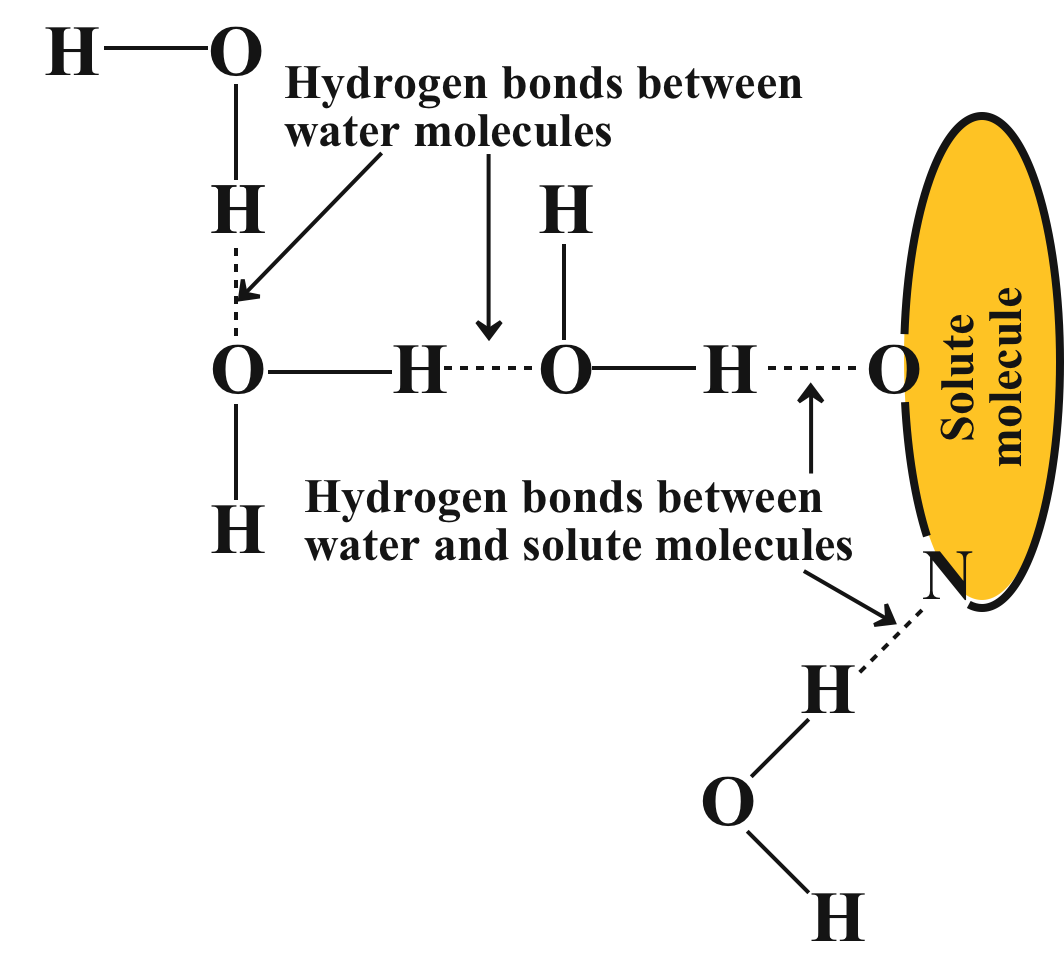 H O
Hydrogen bonds between
water molecules
H H
O H O H O
Solute
molecule
Hydrogen bonds between
water and solute molecules
H
N
H
O
H